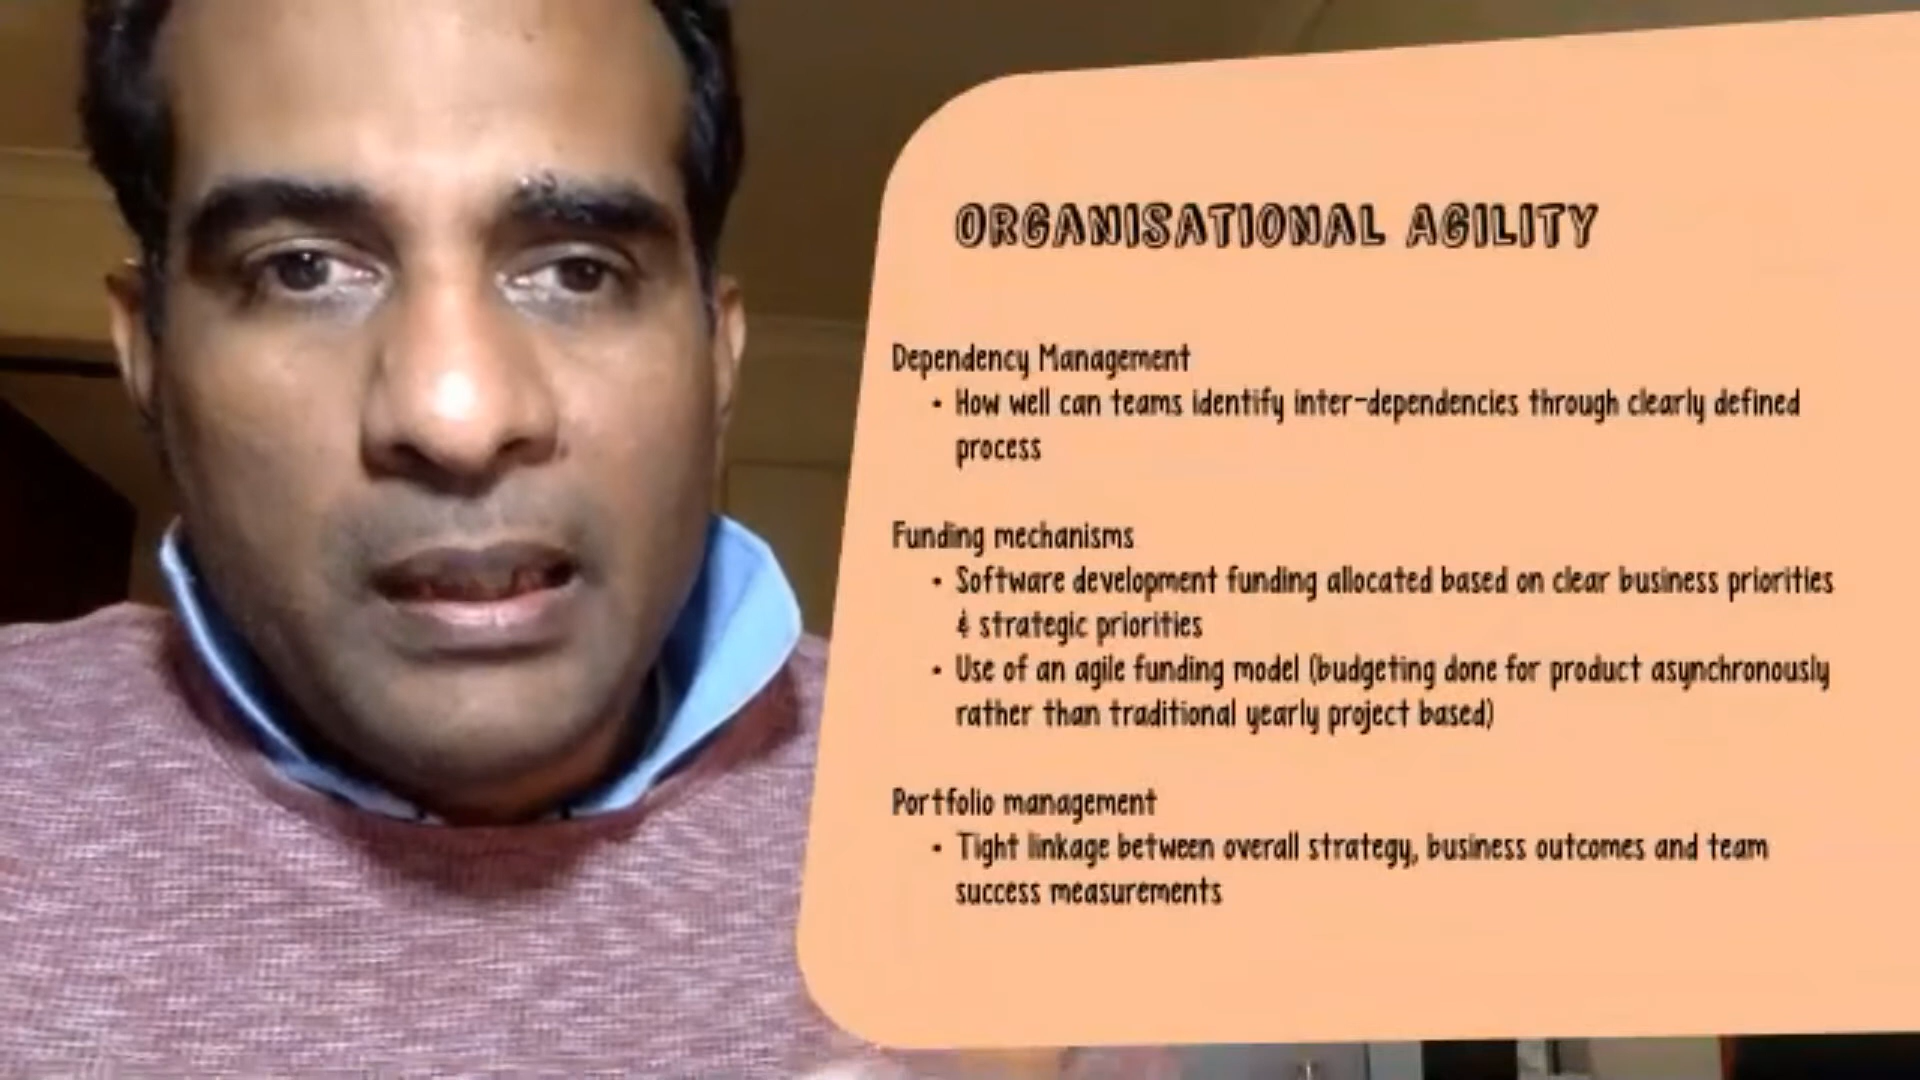 ORGANISATIONAL AGILITY
Dependency Management
• How well can teams identify inter-dependencies through clearly defined
process
Funding mechanisms
• Software development funding allocated based on clear business priorities
& strategic priorities
• Use of an agile funding model (budgeting done for product asynchronously
rather than traditional yearly project based)
Portfolio management
• Tight linkage between overall strategy, business outcomes and team
success measurements